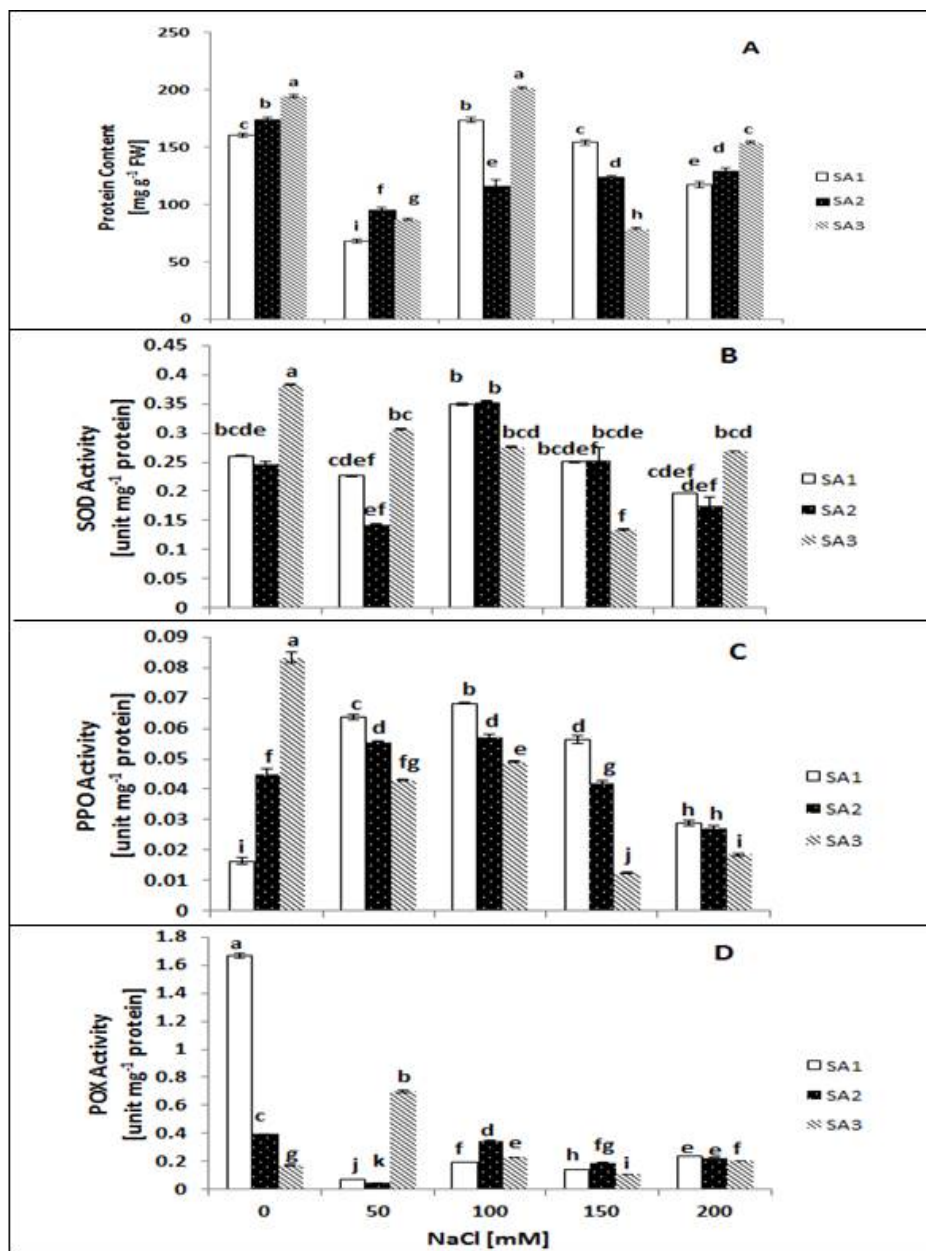 A
Protein Content
[mg g⁻¹ FW]
250
200
150
100
50
0
c b a
i f g
b e a
c d h
e d c
SA1
SA2
SA3
B
SOD Activity
[unit mg⁻¹ protein]
0.45
0.4
0.35
0.3
0.25
0.2
0.15
0.1
0.05
0
bcde a
cdef ef bc
b b bcd
bcdef bcde f
cdef def bcd
SA1
SA2
SA3
C
PPO Activity
[unit mg⁻¹ protein]
0.09
0.08
0.07
0.06
0.05
0.04
0.03
0.02
0.01
0
i f a
c d fg
b d e
d g j
h h i
SA1
SA2
SA3
D
POX Activity
[unit mg⁻¹ protein]
1.8
1.6
1.4
1.2
1
0.8
0.6
0.4
0.2
0
a c g
j k b
f d e
h fg i
e e f
SA1
SA2
SA3
0 50 100 150 200
NaCl [mM]